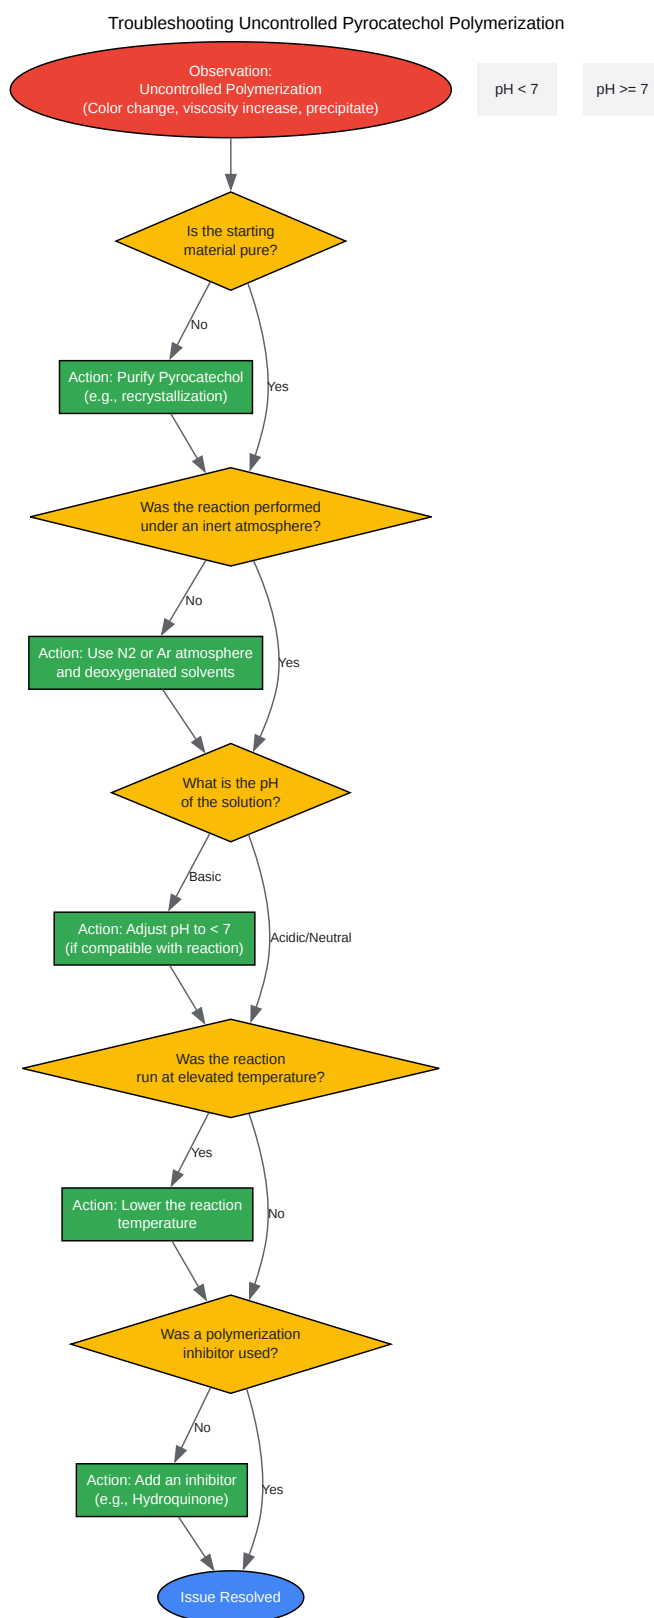 Troubleshooting Uncontrolled Pyrocatechol Polymerization
Observation:
Uncontrolled Polymerization
(Color change, viscosity increase, precipitate)
pH < 7
pH >= 7
Is the starting
material pure?
No
Action: Purify Pyrocatechol
(e.g., recrystallization)
Yes
Was the reaction performed
under an inert atmosphere?
No
Action: Use N2 or Ar atmosphere
and deoxygenated solvents
Yes
What is the pH
of the solution?
Basic
Action: Adjust pH to < 7
(if compatible with reaction)
Acidic/Neutral
Was the reaction
run at elevated temperature?
Yes
Action: Lower the reaction
temperature
No
Was a polymerization
inhibitor used?
No
Action: Add an inhibitor
(e.g., Hydroquinone)
Yes
Issue Resolved